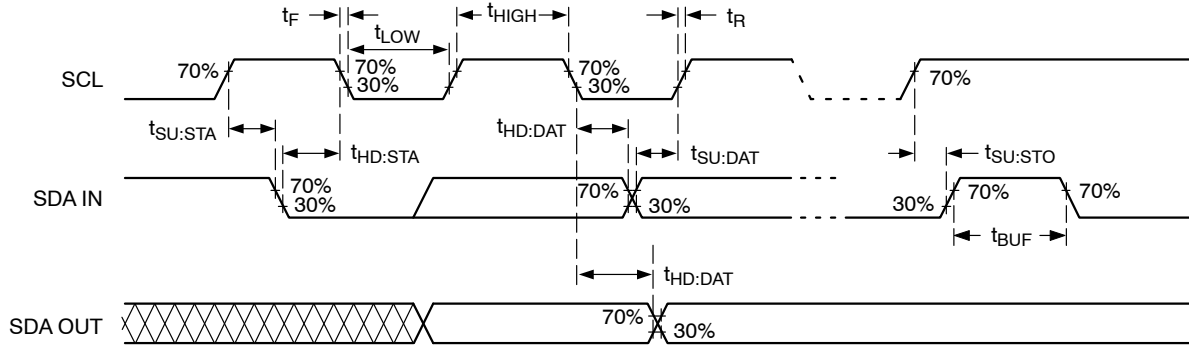 tF
tHIGH
tR
tLOW
SCL
70%
70%
30%
70%
30%
70%
tSU:STA
tHD:STA
tHD:DAT
tSU:DAT
tSU:STO
SDA IN
70%
30%
70%
30%
30%
70%
70%
tBUF
tHD:DAT
SDA OUT
70%
30%